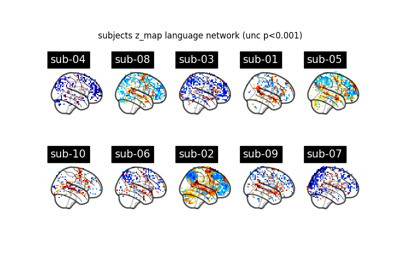 subjects z_map language network (unc p<0.001)
sub-04 sub-08 sub-03 sub-01 sub-05
sub-10 sub-06 sub-02 sub-09 sub-07